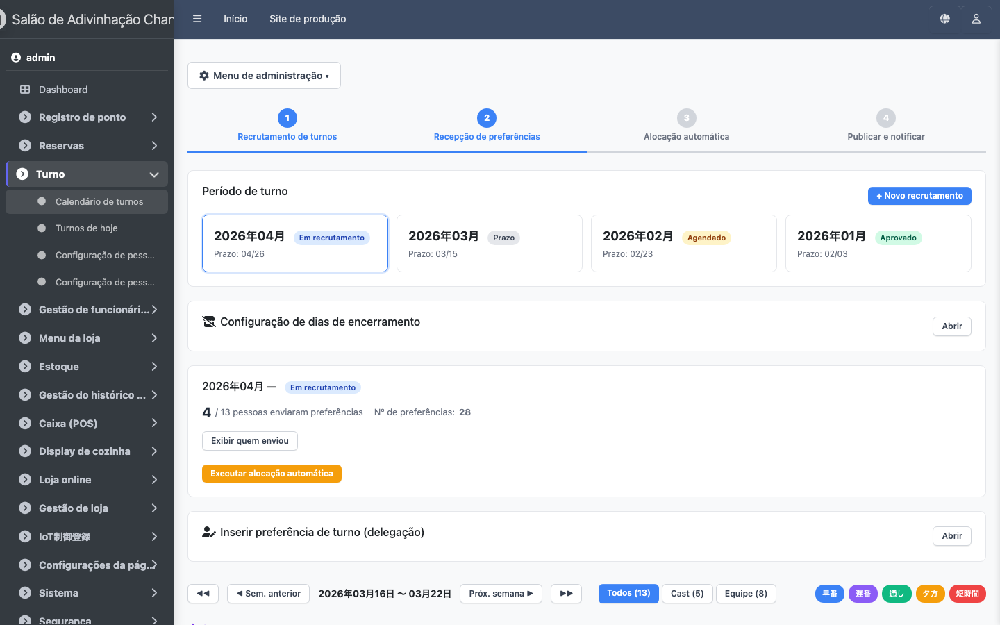 Salão de Adivinhação Chan
Início
Site de produção
admin
Dashboard
Registro de ponto
Reservas
Turno
Calendário de turnos
Turnos de hoje
Configuração de pess...
Configuração de pess...
Gestão de funcionári...
Menu da loja
Estoque
Gestão do histórico ...
Caixa (POS)
Display de cozinha
Loja online
Gestão de loja
IoT制御登録
Configurações da pág...
Sistema
Segurança
Menu de administração ▾
1
Recrutamento de turnos
2
Recepção de preferências
3
Alocação automática
4
Publicar e notificar
Período de turno
+ Novo recrutamento
2026年04月 Em recrutamento
Prazo: 04/26
2026年03月 Prazo
Prazo: 03/15
2026年02月 Agendado
Prazo: 02/23
2026年01月 Aprovado
Prazo: 02/03
Configuração de dias de encerramento
Abrir
2026年04月 — Em recrutamento
4 / 13 pessoas enviaram preferências Nº de preferências: 28
Exibir quem enviou
Executar alocação automática
Inserir preferência de turno (delegação)
Abrir
◀◀ ◀ Sem. anterior 2026年03月16日 〜 03月22日 Próx. semana ▶ ▶▶ Todos (13) Cast (5) Equipe (8) 早番 遅番 通し 夕方 短時間